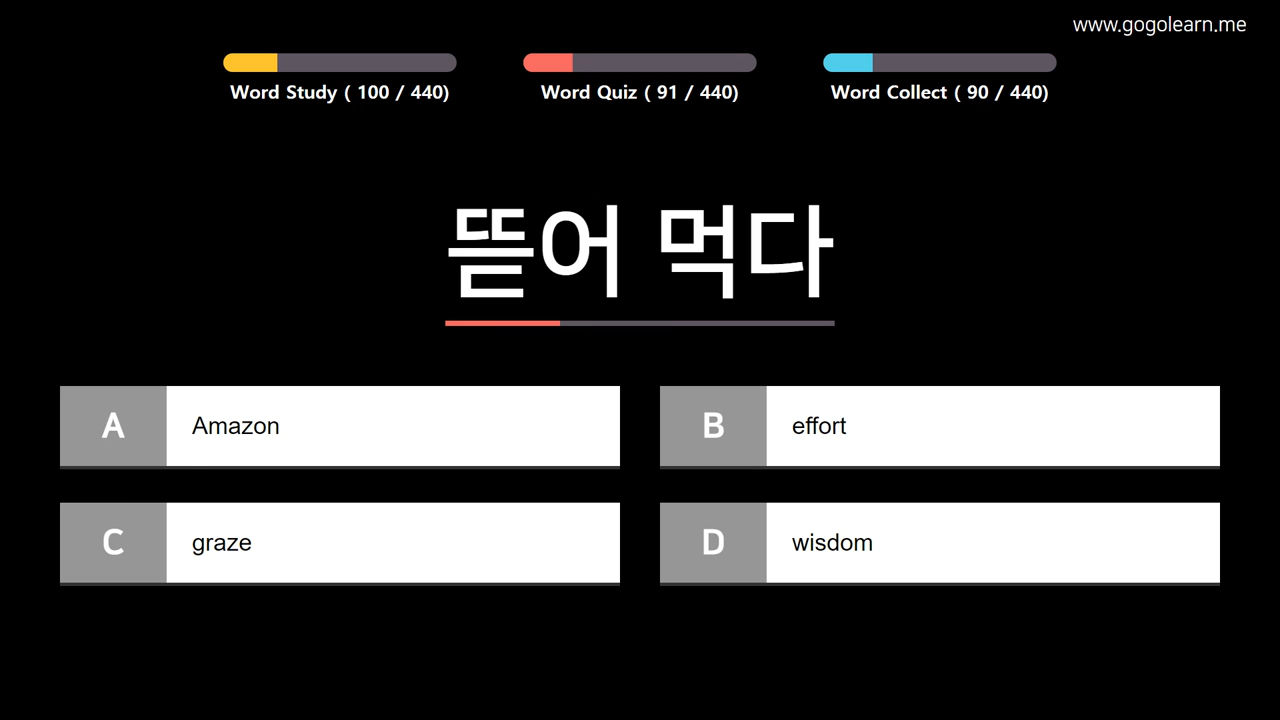 www.gogolearn.me
Word Study ( 100 / 440)
Word Quiz ( 91 / 440)
Word Collect ( 90 / 440)
뜯어 먹다
A Amazon
B effort
C graze
D wisdom